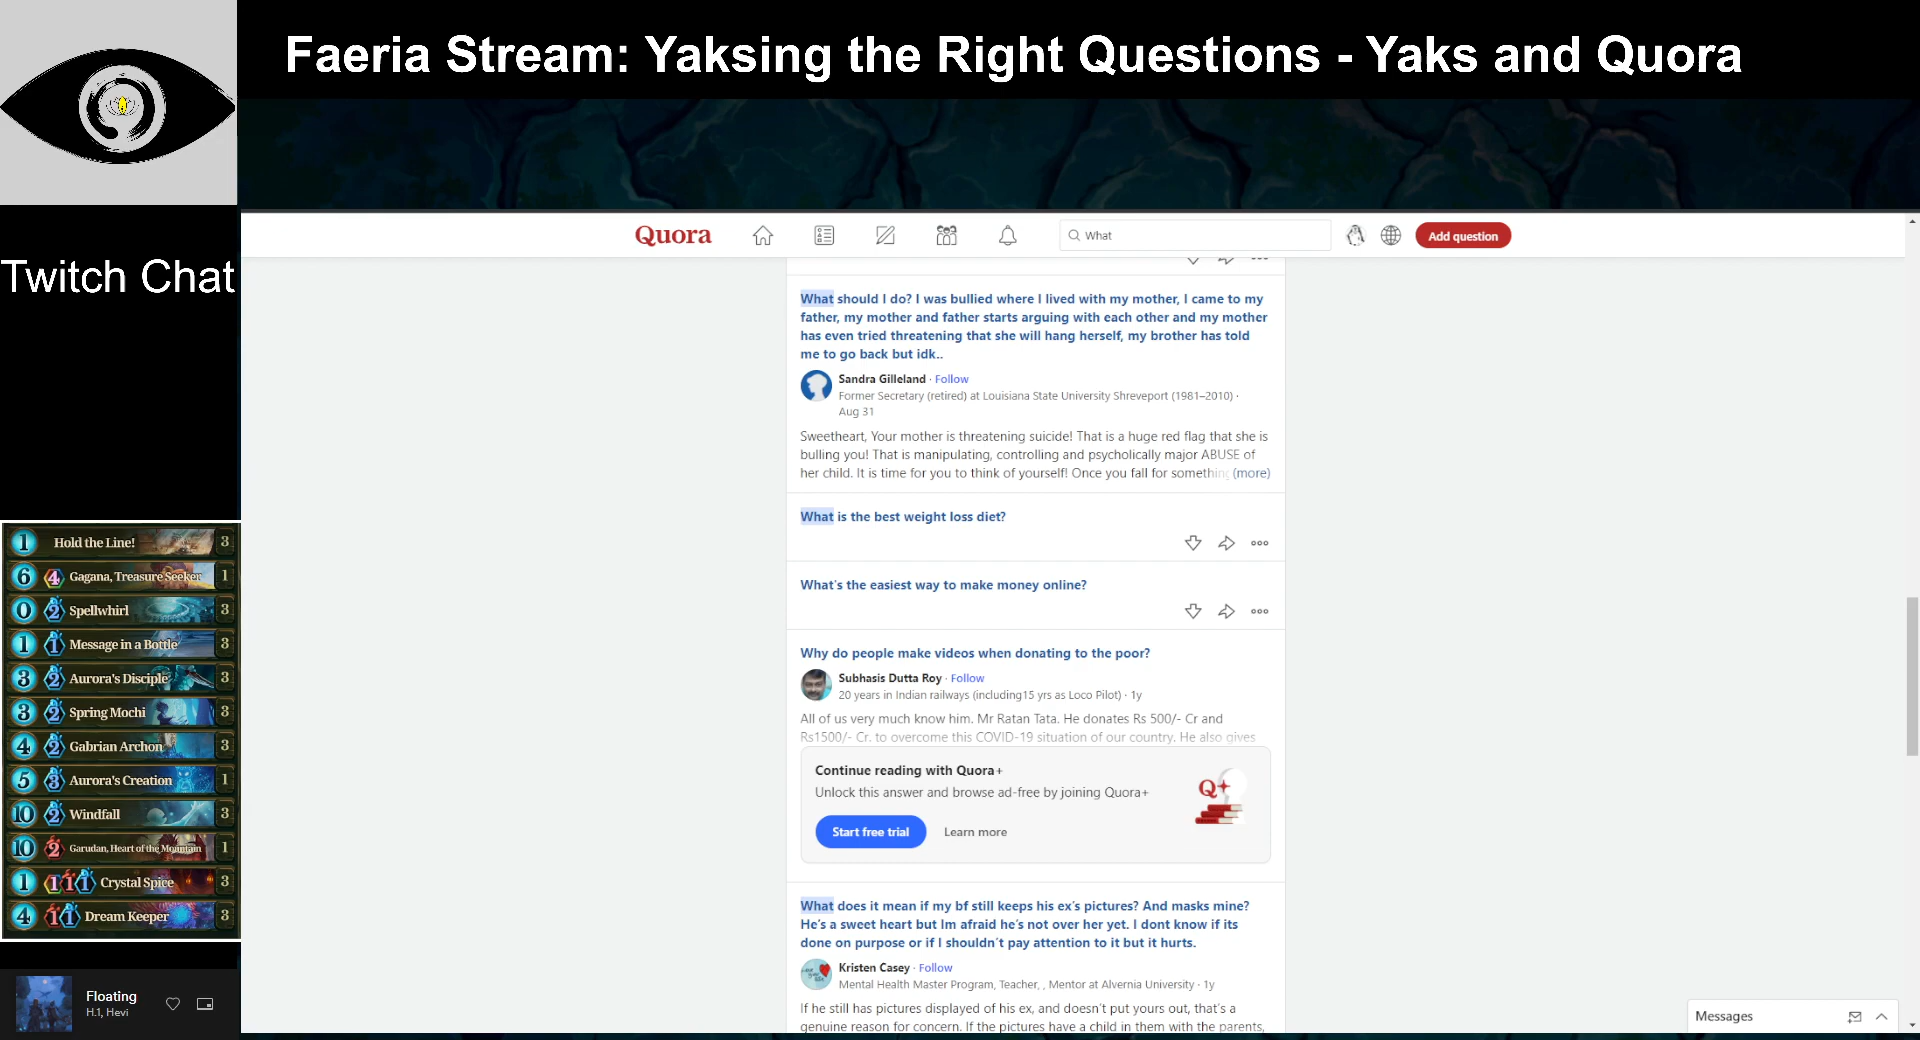 Faeria Stream: Yaksing the Right Questions - Yaks and Quora
Twitch Chat
1 Hold the Line! 3
6 4 Gagana, Treasure Seeker 1
0 2 Spellwhirl 3
1 1 Message in a Bottle 3
3 2 Aurora's Disciple 3
3 2 Spring Mochi 3
4 2 Gabrian Archon 3
5 3 Aurora's Creation 1
10 2 Windfall 3
10 2 Garudan, Heart of the Mountain 1
1 1 1 1 Crystal Spice 3
4 1 1 Dream Keeper 3
Floating
H.1, Hevi
Quora
What
Add question
What should I do? I was bullied where I lived with my mother, I came to my
father, my mother and father starts arguing with each other and my mother
has even tried threatening that she will hang herself, my brother has told
me to go back but idk..
Sandra Gilleland · Follow
Former Secretary (retired) at Louisiana State University Shreveport (1981–2010) ·
Aug 31
Sweetheart, Your mother is threatening suicide! That is a huge red flag that she is
bulling you! That is manipulating, controlling and psycholically major ABUSE of
her child. It is time for you to think of yourself! Once you fall for something (more)
What is the best weight loss diet?
What's the easiest way to make money online?
Why do people make videos when donating to the poor?
Subhasis Dutta Roy · Follow
20 years in Indian railways (including15 yrs as Loco Pilot) · 1y
All of us very much know him. Mr Ratan Tata. He donates Rs 500/- Cr and
Rs1500/- Cr. to overcome this COVID-19 situation of our country. He also gives
Continue reading with Quora+
Unlock this answer and browse ad-free by joining Quora+
Q+
Start free trial
Learn more
What does it mean if my bf still keeps his ex's pictures? And masks mine?
He's a sweet heart but Im afraid he's not over her yet. I dont know if its
done on purpose or if I shouldn't pay attention to it but it hurts.
Kristen Casey · Follow
Mental Health Master Program, Teacher, , Mentor at Alvernia University · 1y
If he still has pictures displayed of his ex, and doesn't put yours out, that's a
genuine reason for concern. If the pictures have a child in them with the parents,
Messages